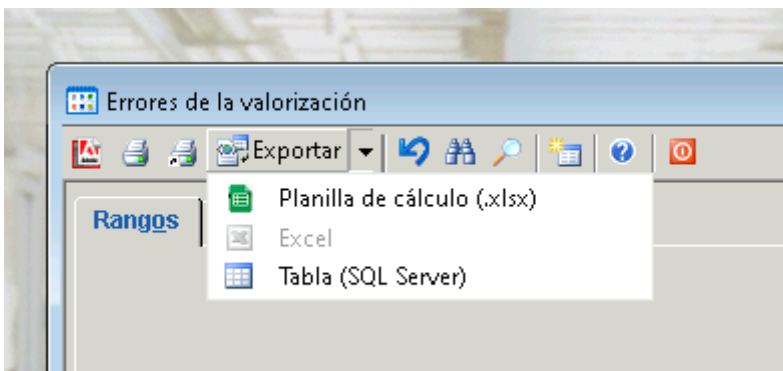 Errores de la valorización
Exportar
Rangos
Planilla de cálculo (.xlsx)
Excel
Tabla (SQL Server)